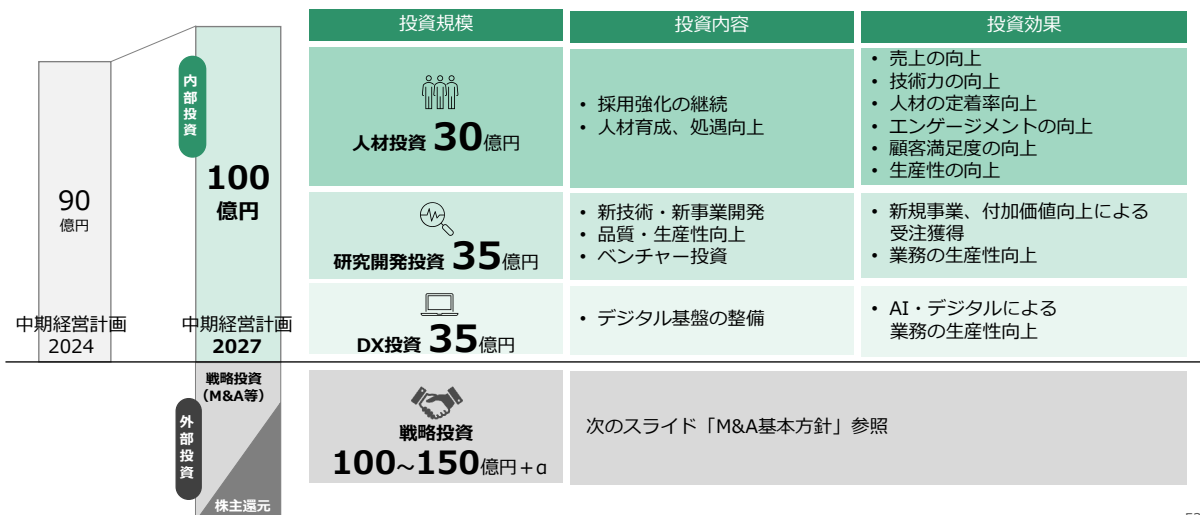 投資規模
投資内容
投資効果
内部投資
90
億円
100
億円
中期経営計画
2024
中期経営計画
2027
人材投資 30億円
• 採用強化の継続
• 人材育成、処遇向上
• 売上の向上
• 技術力の向上
• 人材の定着率向上
• エンゲージメントの向上
• 顧客満足度の向上
• 生産性の向上
研究開発投資 35億円
• 新技術・新事業開発
• 品質・生産性向上
• ベンチャー投資
• 新規事業、付加価値向上による
受注獲得
• 業務の生産性向上
DX投資 35億円
• デジタル基盤の整備
• AI・デジタルによる
業務の生産性向上
外部投資
戦略投資
（M&A等）
株主還元
戦略投資
100~150億円+α
次のスライド「M&A基本方針」参照